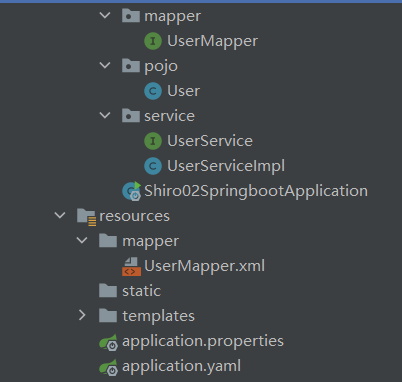 mapper
UserMapper
pojo
User
service
UserService
UserServiceImpl
Shiro02SpringbootApplication
resources
mapper
UserMapper.xml
static
templates
application.properties
application.yaml